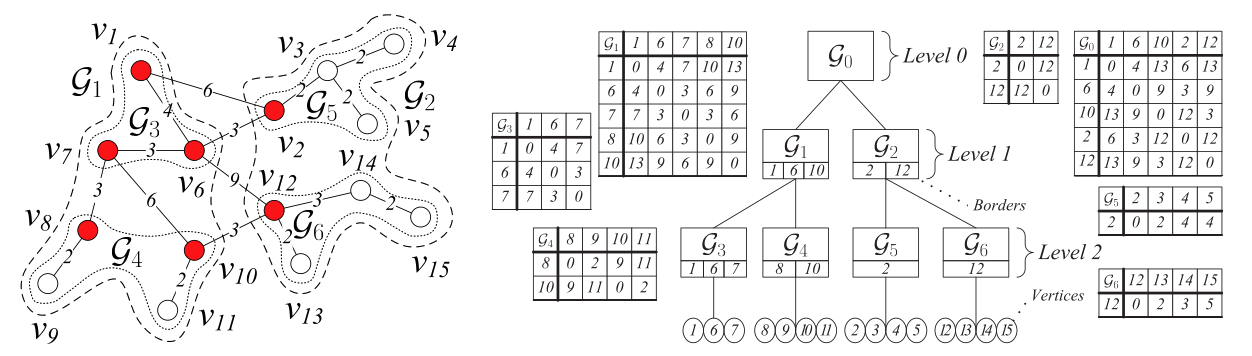 v1
G1
4
6
G3
v7
3
v6
3
v8
3
6
9
G4
2
v9
v10
2
v11
3
v3
2
v4
2
G5
2
G2
v5
v2
v14
v12
3
2
G6
2
v15
v13
G3 1 6 7
1 0 4 7
6 4 0 3
7 7 3 0
G1 1 6 7 8 10
1 0 4 7 10 13
6 4 0 3 6 9
7 7 3 0 3 6
8 10 6 3 0 9
10 13 9 6 9 0
G4 8 9 10 11
8 0 2 9 11
10 9 11 0 2
G0
Level 0
G1
1 6 10
G2
2 12
Level 1
Borders
G3
1 6 7
G4
8 10
G5
2
G6
12
Level 2
Vertices
1 6 7 8 9 10 11 2 3 4 5 12 13 14 15
G2 2 12
2 0 12
12 12 0
G0 1 6 10 2 12
1 0 4 13 6 13
6 4 0 9 3 9
10 13 9 0 12 3
2 6 3 12 0 12
12 13 9 3 12 0
G5 2 3 4 5
2 0 2 4 4
G6 12 13 14 15
12 0 2 3 5